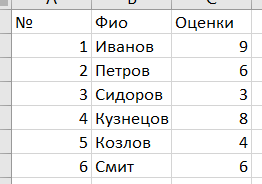 № Фио Оценки
1 Иванов 9
2 Петров 6
3 Сидоров 3
4 Кузнецов 8
5 Козлов 4
6 Смит 6